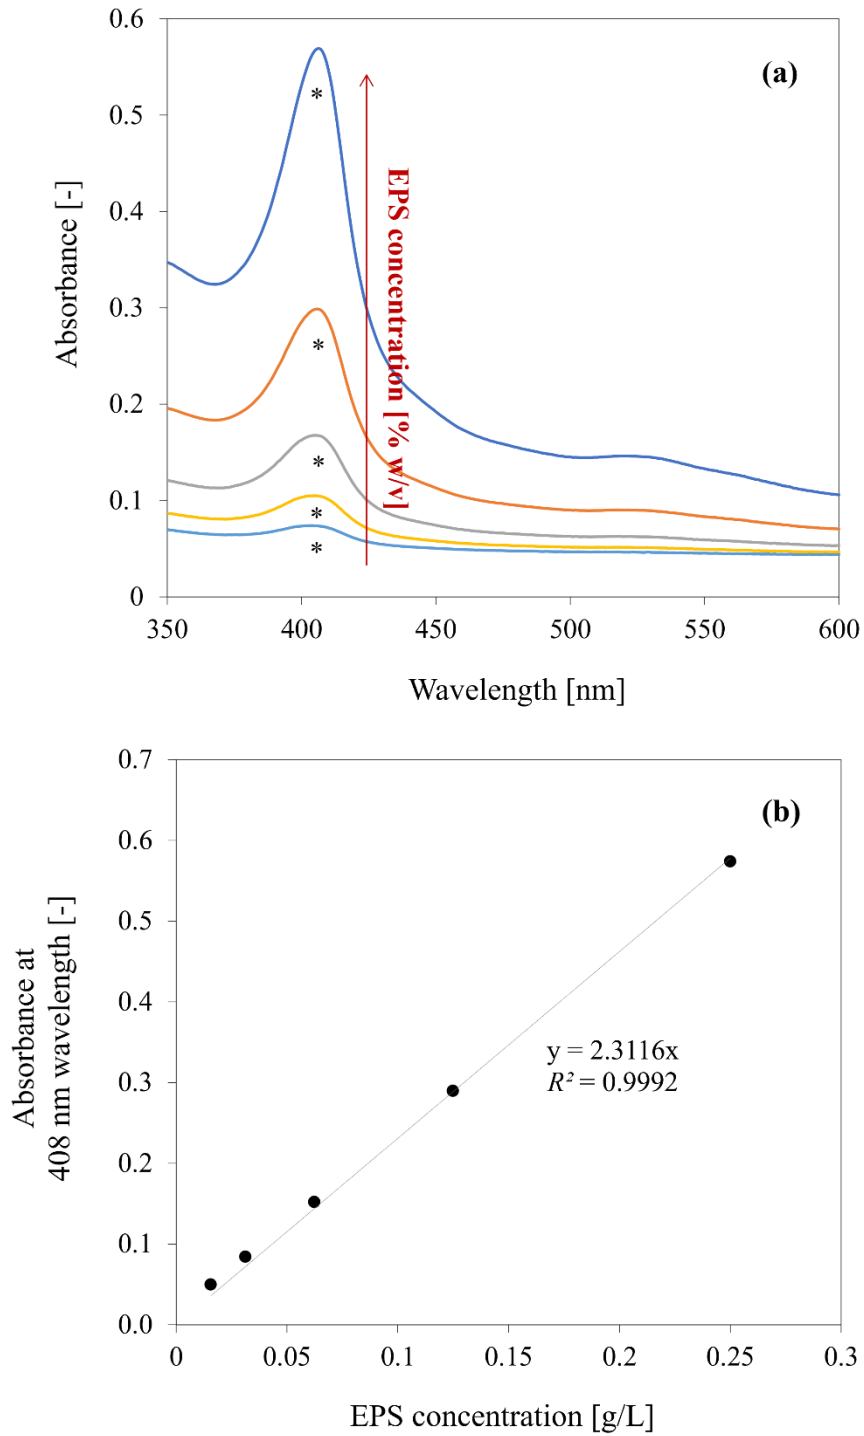 (a)
0.6
0.5
0.4
0.3
0.2
0.1
0
Absorbance [-]
*
*
*
*
*
EPS concentration [% w/v]
350 400 450 500 550 600
Wavelength [nm]
(b)
0.7
0.6
0.5
0.4
0.3
0.2
0.1
0.0
Absorbance at
408 nm wavelength [-]
y = 2.3116x
R² = 0.9992
0 0.05 0.1 0.15 0.2 0.25 0.3
EPS concentration [g/L]